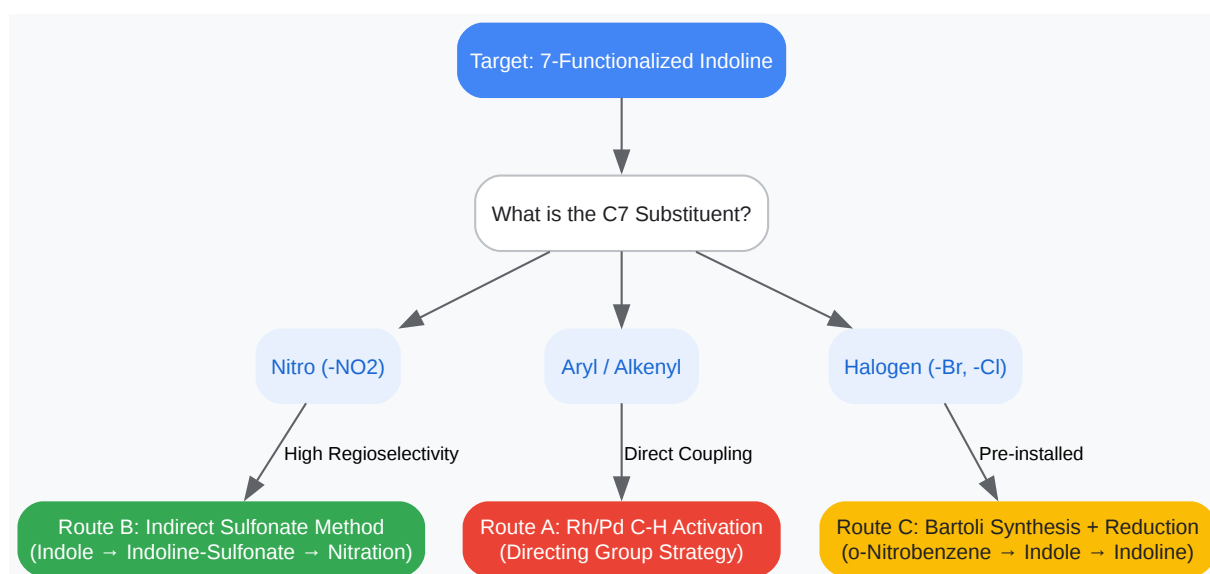 Target: 7-Functionalized Indoline
What is the C7 Substituent?
Nitro (-NO2)
Aryl / Alkenyl
Halogen (-Br, -Cl)
High Regioselectivity
Direct Coupling
Pre-installed
Route B: Indirect Sulfonate Method
(Indole → Indoline-Sulfonate → Nitration)
Route A: Rh/Pd C-H Activation
(Directing Group Strategy)
Route C: Bartoli Synthesis + Reduction
(o-Nitrobenzene → Indole → Indoline)